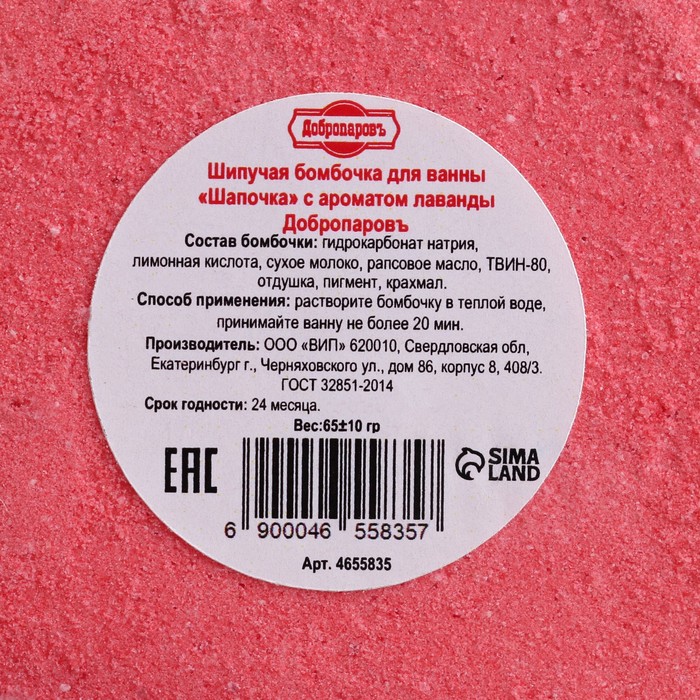 Добропаровъ
Шипучая бомбочка для ванны
«Шапочка» с ароматом лаванды
Добропаровъ
Состав бомбочки: гидрокарбонат натрия,
лимонная кислота, сухое молоко, рапсовое масло, ТВИН-80,
отдушка, пигмент, крахмал.
Способ применения: растворите бомбочку в теплой воде,
принимайте ванну не более 20 мин.
Производитель: ООО «ВИП» 620010, Свердловская обл,
Екатеринбург г., Черняховского ул., дом 86, корпус 8, 408/3.
ГОСТ 32851-2014
Срок годности: 24 месяца.
Вес:65±10 гр
EAC
SIMA
LAND
6 900046 558357
Арт. 4655835